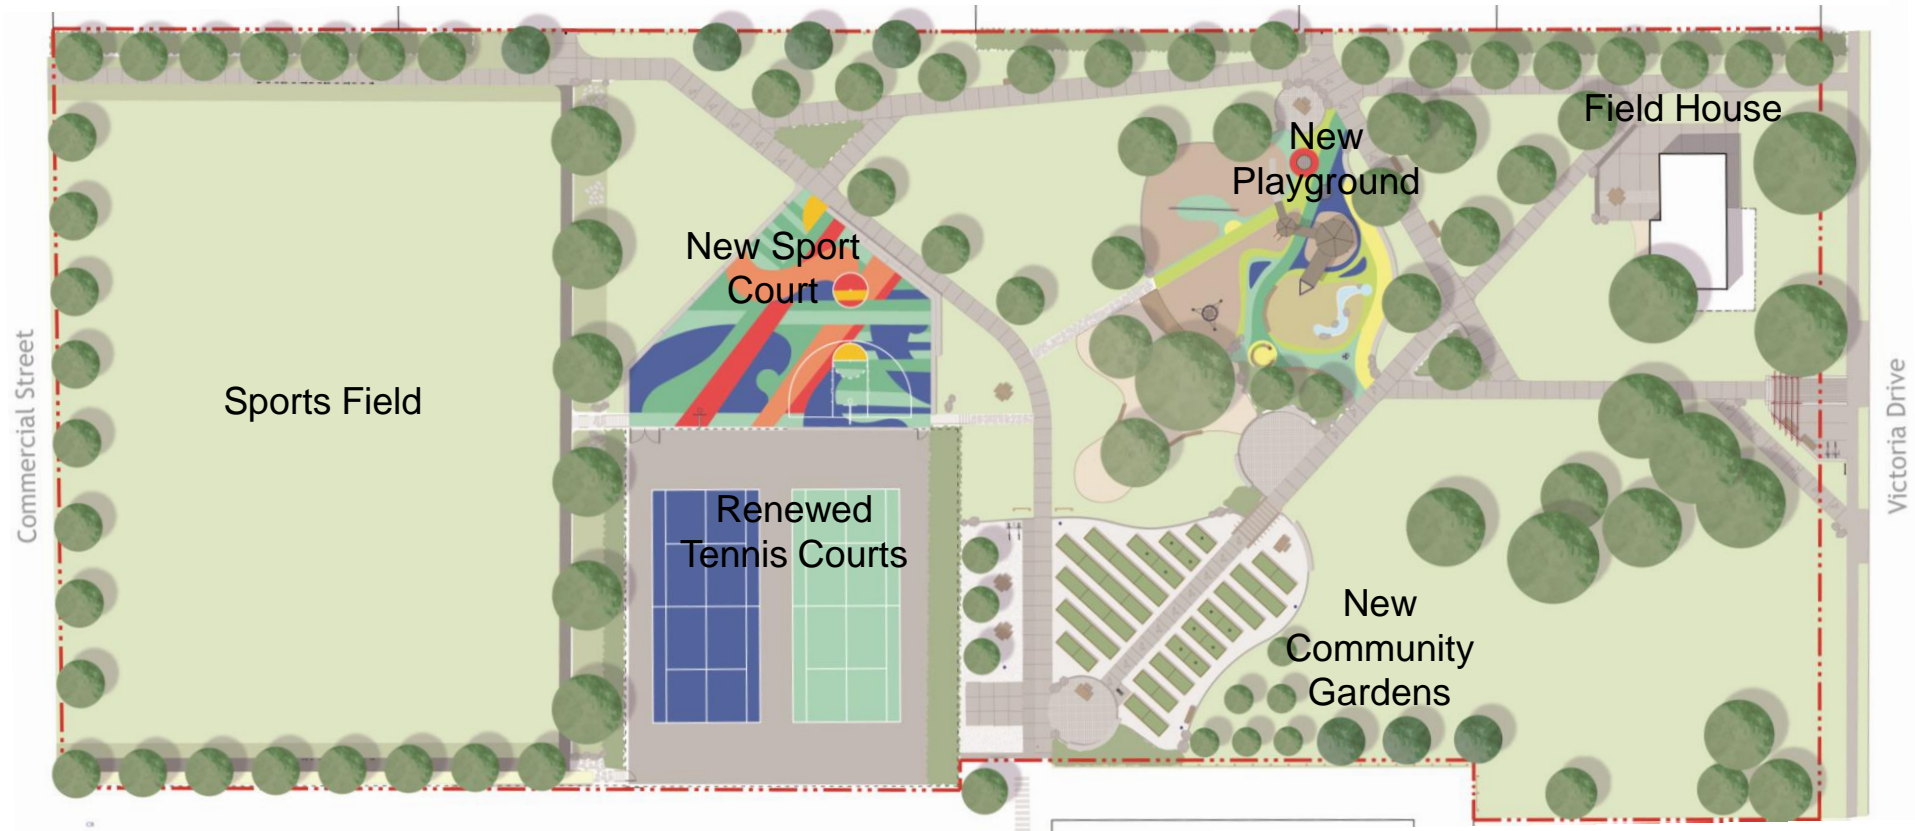 Field House
New
Playground
New Sport
Court
Commercial Street
Sports Field
Victoria Drive
Renewed
Tennis Courts
New
Community
Gardens